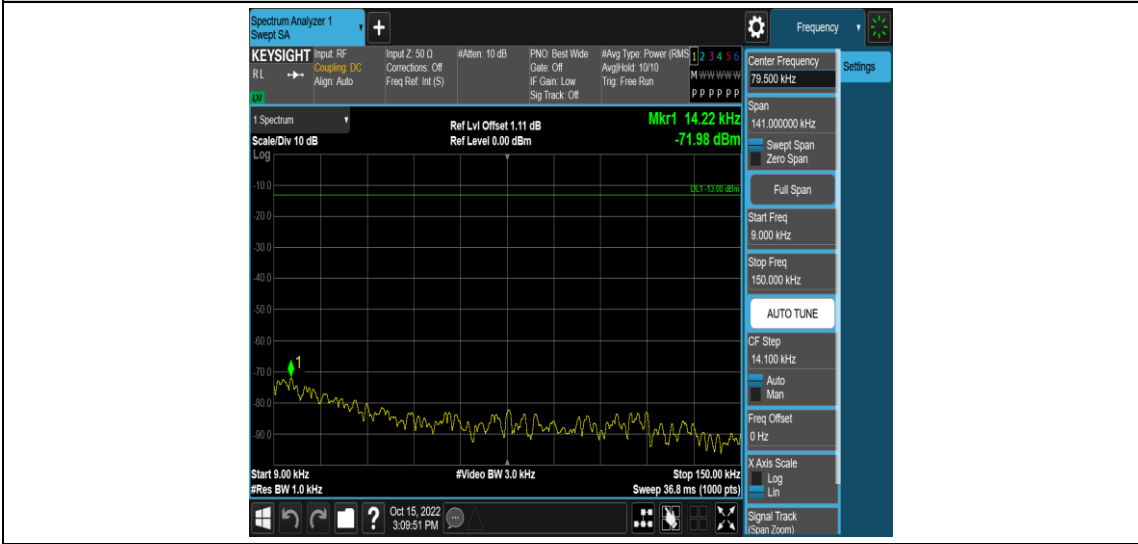 Spectrum Analyzer 1
Swept SA
+
Frequency
KEYSIGHT
RL
Input: RF
Coupling: DC
Align: Auto
Input Z: 50 Ω
Corrections: Off
Freq Ref: Int (S)
#Atten: 10 dB
PNO: Best Wide
Gate: Off
IF Gain: Low
Sig Track: Off
#Avg Type: Power (RMS
Avg|Hold: 10/10
Trig: Free Run
1 2 3 4 5 6
M W W W W W
P P P P P P
1 Spectrum
Scale/Div 10 dB
Log
Ref Lvl Offset 1.11 dB
Ref Level 0.00 dBm
Mkr1 14.22 kHz
-71.98 dBm
DL1 -13.00 dBm
-10.0
-20.0
-30.0
-40.0
-50.0
-60.0
-70.0
-80.0
-90.0
1
Start 9.00 kHz
#Res BW 1.0 kHz
#Video BW 3.0 kHz
Stop 150.00 kHz
Sweep 36.8 ms (1000 pts)
?
Oct 15, 2022
3:09:51 PM
Center Frequency
79.500 kHz
Settings
Span
141.000000 kHz
Swept Span
Zero Span
Full Span
Start Freq
9.000 kHz
Stop Freq
150.000 kHz
AUTO TUNE
CF Step
14.100 kHz
Auto
Man
Freq Offset
0 Hz
X Axis Scale
Log
Lin
Signal Track
(Span Zoom)